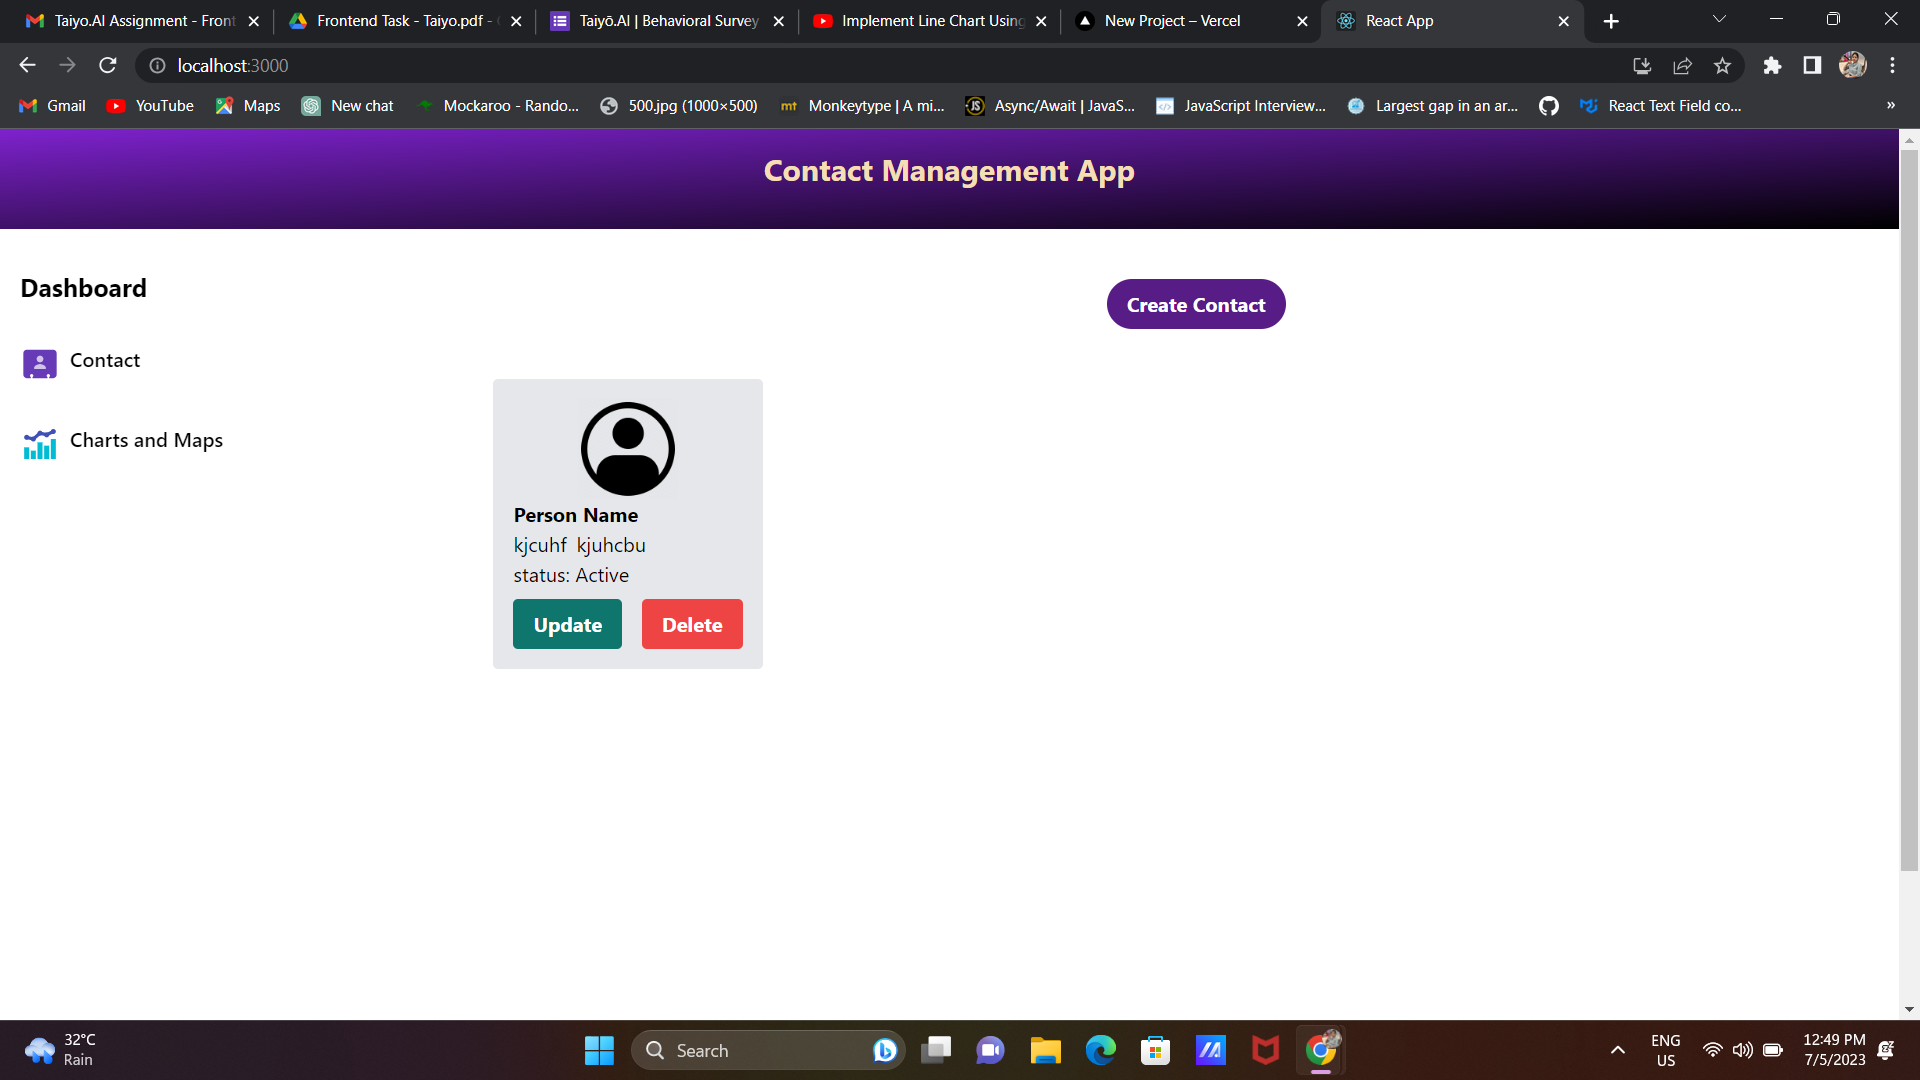 Taiyo.AI Assignment - Front
Frontend Task - Taiyo.pdf -
Taiyō.AI | Behavioral Survey
Implement Line Chart Using
New Project – Vercel
React App
localhost:3000
Gmail
YouTube
Maps
New chat
Mockaroo - Rando...
500.jpg (1000×500)
mt
Monkeytype | A mi...
JS
Async/Await | JavaS...
JavaScript Interview...
Largest gap in an ar...
React Text Field co...
»
Contact Management App
Dashboard
Create Contact
Contact
Charts and Maps
Person Name
kjcuhf kjuhcbu
status: Active
Update
Delete
32°C
Rain
Search
ENG
US
12:49 PM
7/5/2023